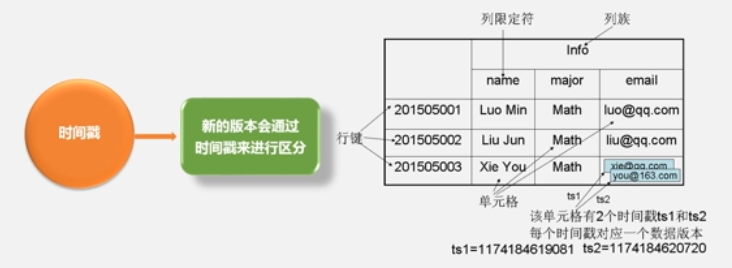 时间戳
新的版本会通过
时间戳来进行区分
列限定符
列族
Info
name major email
行键
201505001 Luo Min Math luo@qq.com
201505002 Liu Jun Math liu@qq.com
201505003 Xie You Math xie@qq.com
you@163.com
单元格
ts1 ts2
该单元格有2个时间戳ts1和ts2
每个时间戳对应一个数据版本
ts1=1174184619081 ts2=1174184620720